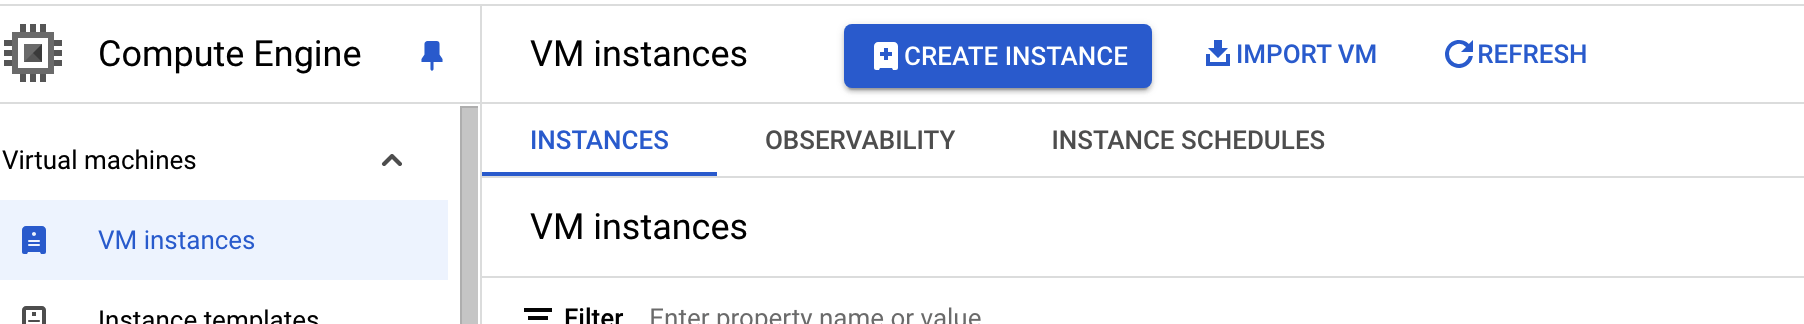 Compute Engine
VM instances
CREATE INSTANCE
IMPORT VM
REFRESH
Virtual machines
VM instances
Instance templates
INSTANCES
OBSERVABILITY
INSTANCE SCHEDULES
VM instances
Filter
Enter property name or value